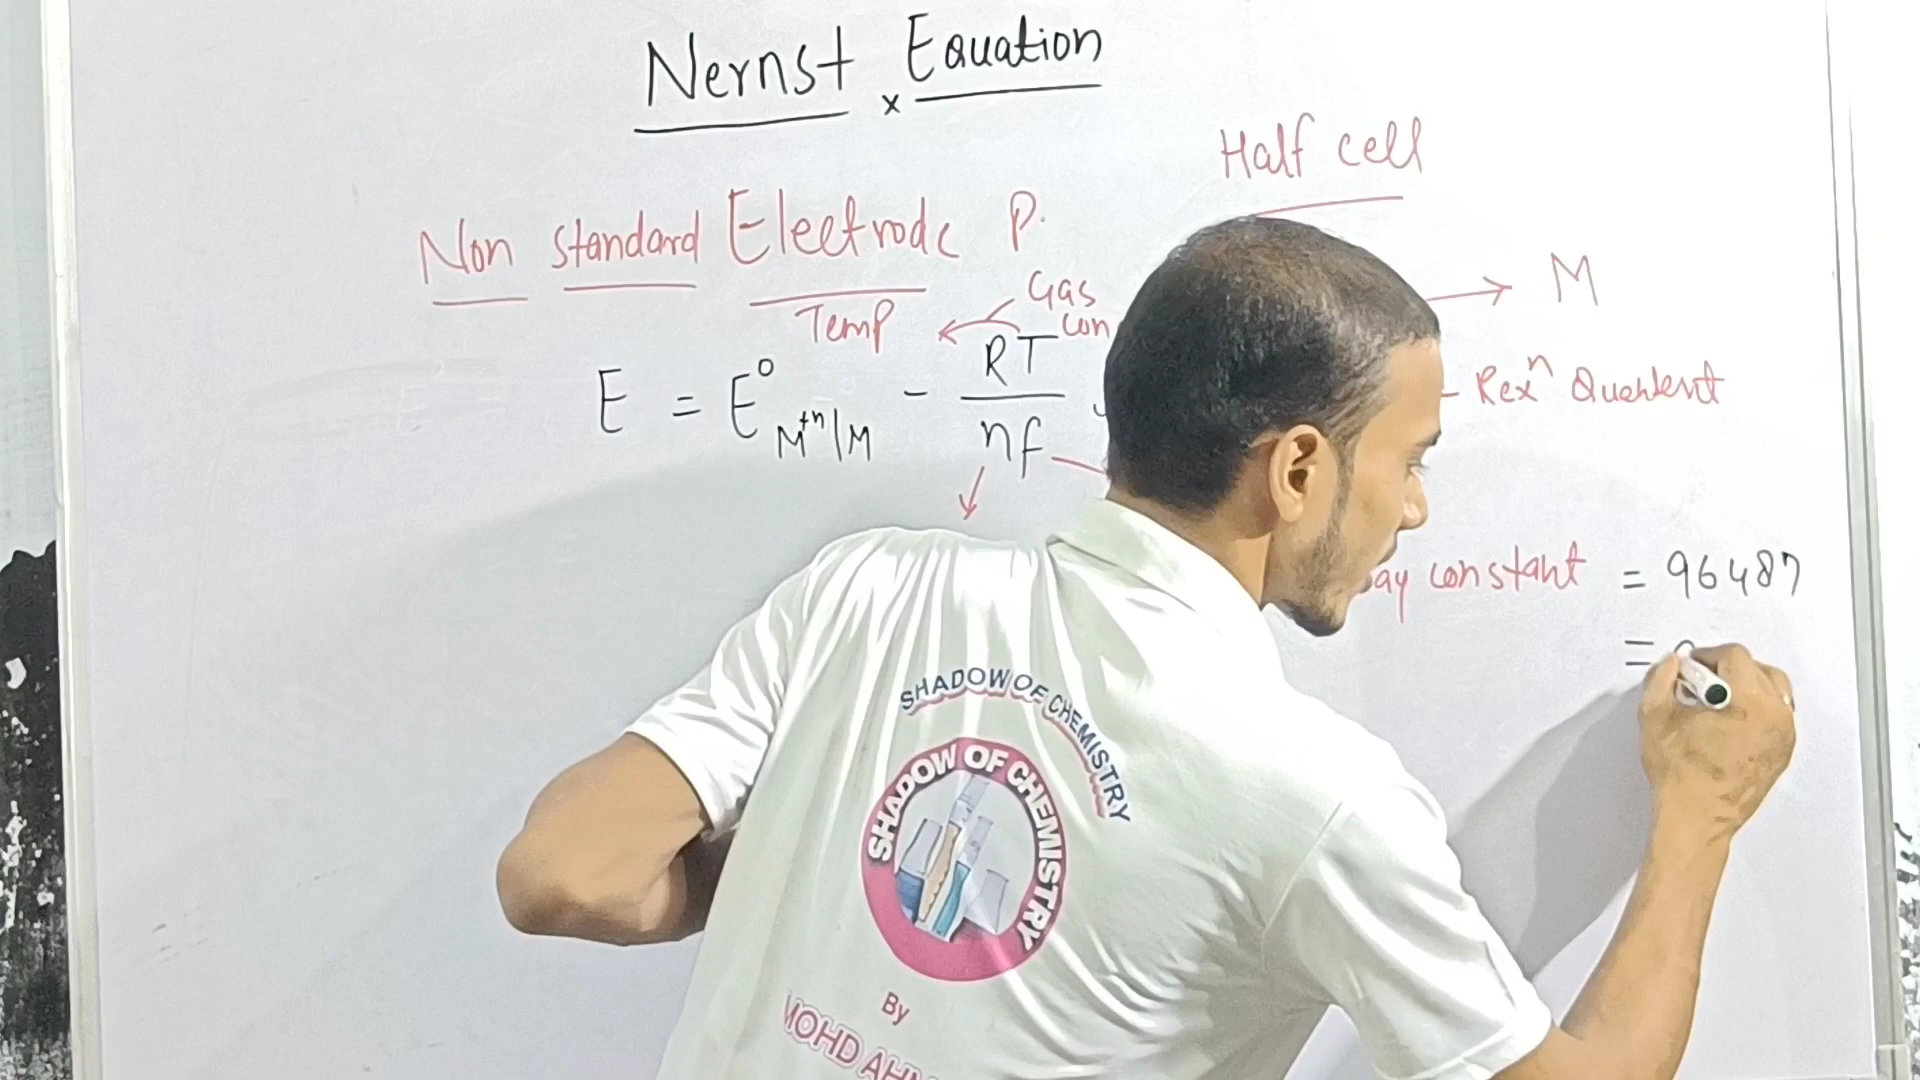 Nernst Equation
x
Half cell
Non standard Electrode P.
Gas
con
Temp
M
E = E⁰ M⁺ⁿ|M - RT
nf
Rexⁿ
ay constant = 96487
=
SHADOW OF CHEMISTRY
SHADOW OF CHEMISTRY
By
MOHD AH